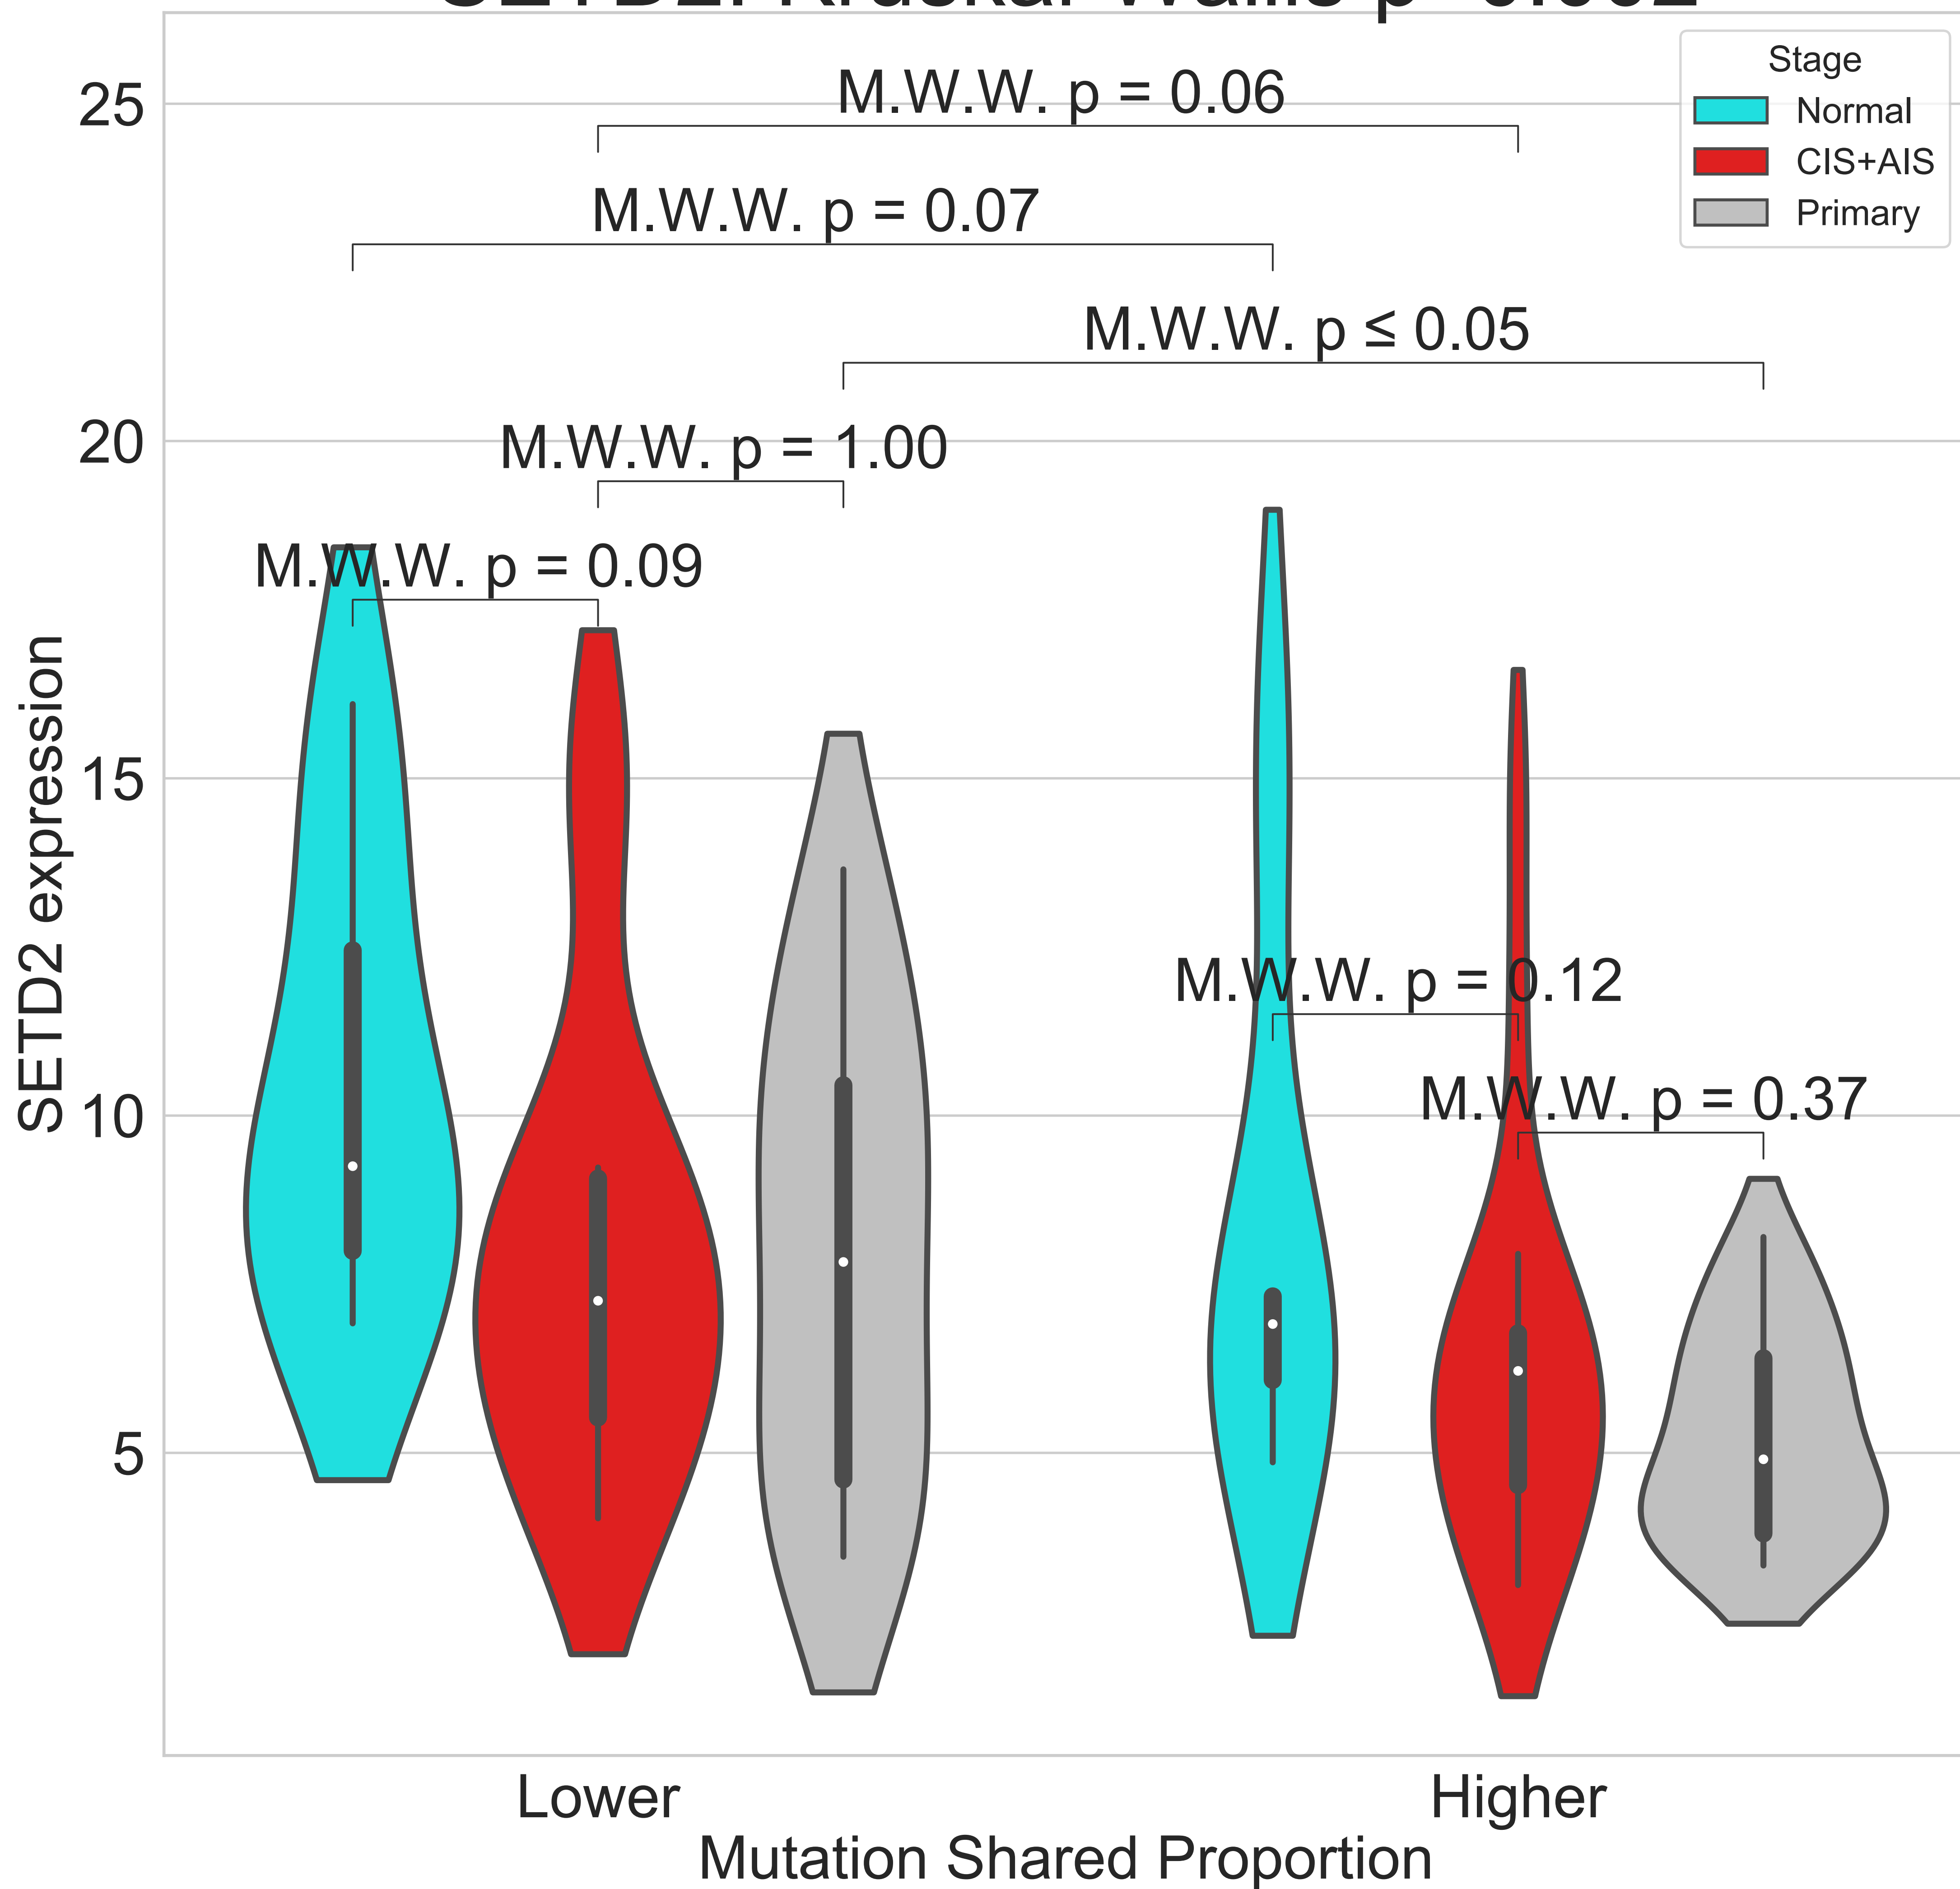 25
20
15
10
5
SETD2 expression
M.W.W. p = 0.06
M.W.W. p = 0.07
M.W.W. p ≤ 0.05
M.W.W. p = 1.00
M.W.W. p = 0.09
M.W.W. p = 0.12
M.W.W. p = 0.37
Stage
Normal
CIS+AIS
Primary
Lower
Higher
Mutation Shared Proportion